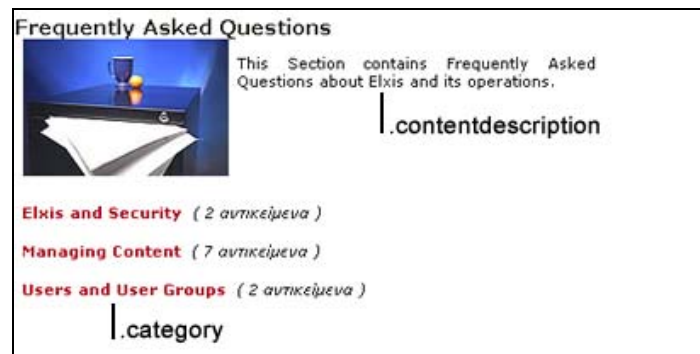 Frequently Asked Questions
This Section contains Frequently Asked
Questions about Elxis and its operations.
.contentdescription
Elxis and Security ( 2 αντικείμενα )
Managing Content ( 7 αντικείμενα )
Users and User Groups ( 2 αντικείμενα )
.category